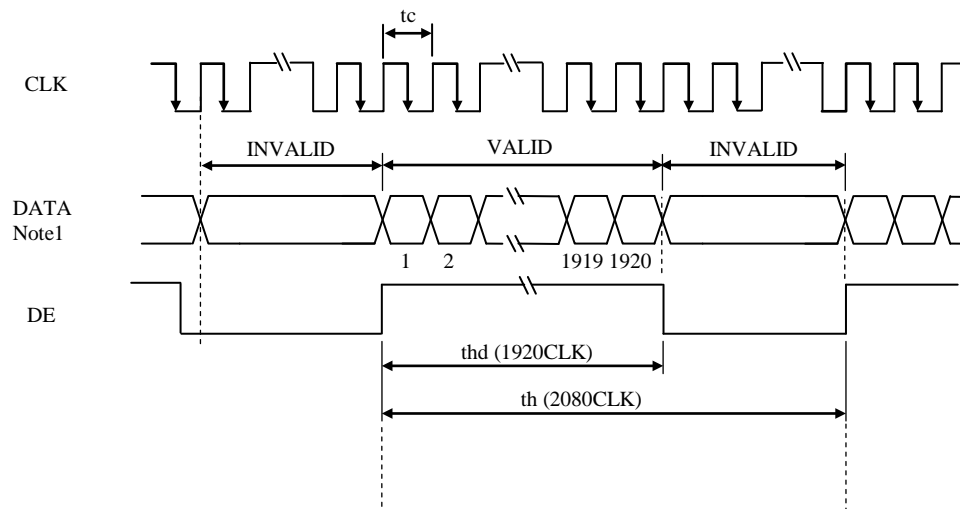 tc
CLK
INVALID VALID INVALID
DATA
Note1
1 2 1919 1920
DE
thd (1920CLK)
th (2080CLK)